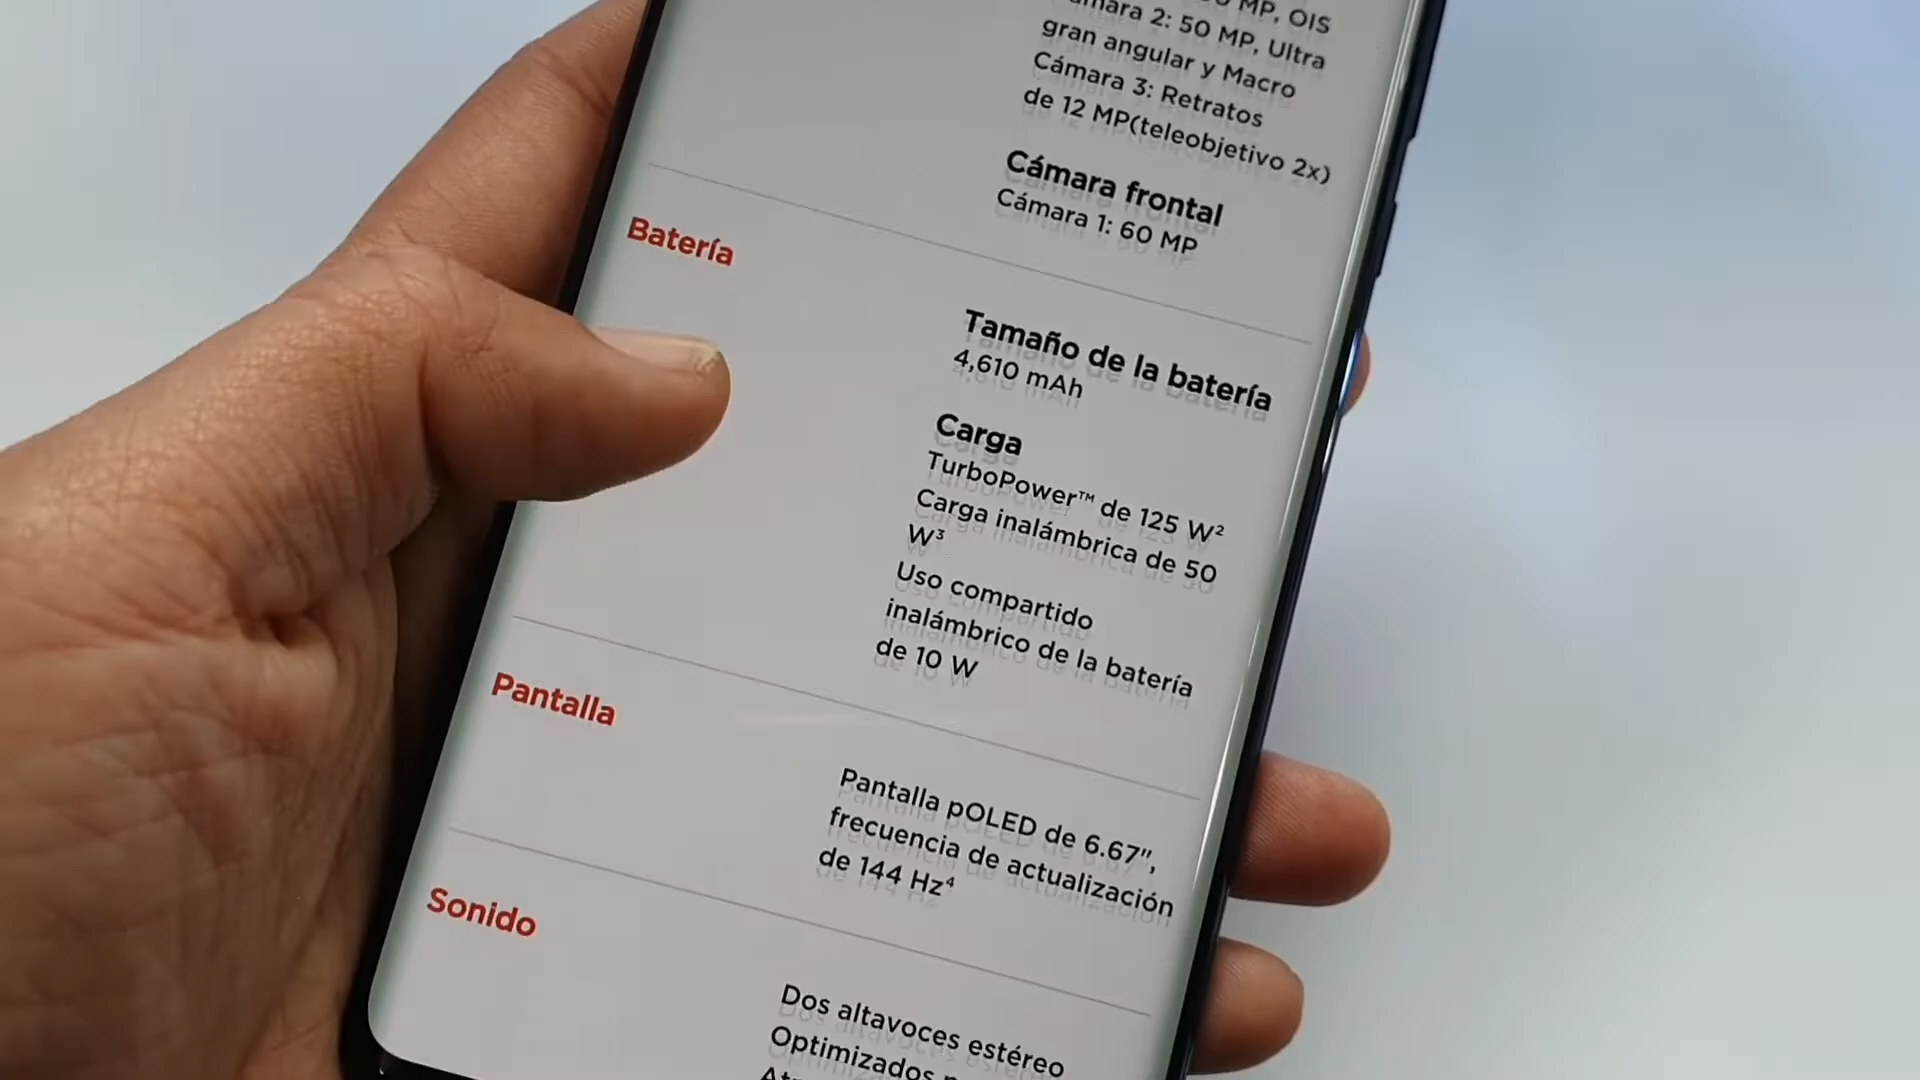 MP, OIS
2: 50 MP, Ultra
gran angular y Macro
Cámara 3: Retratos
de 12 MP(teleobjetivo 2x)
Cámara frontal
Cámara 1: 60 MP
Batería
Tamaño de la batería
4,610 mAh
Carga
TurboPower™ de 125 W²
Carga inalámbrica de 50
W³
Uso compartido
inalámbrico de la batería
de 10 W
Pantalla
Pantalla pOLED de 6.67”,
frecuencia de actualización
de 144 Hz⁴
Sonido
Dos altavoces estéreo
Optimizados